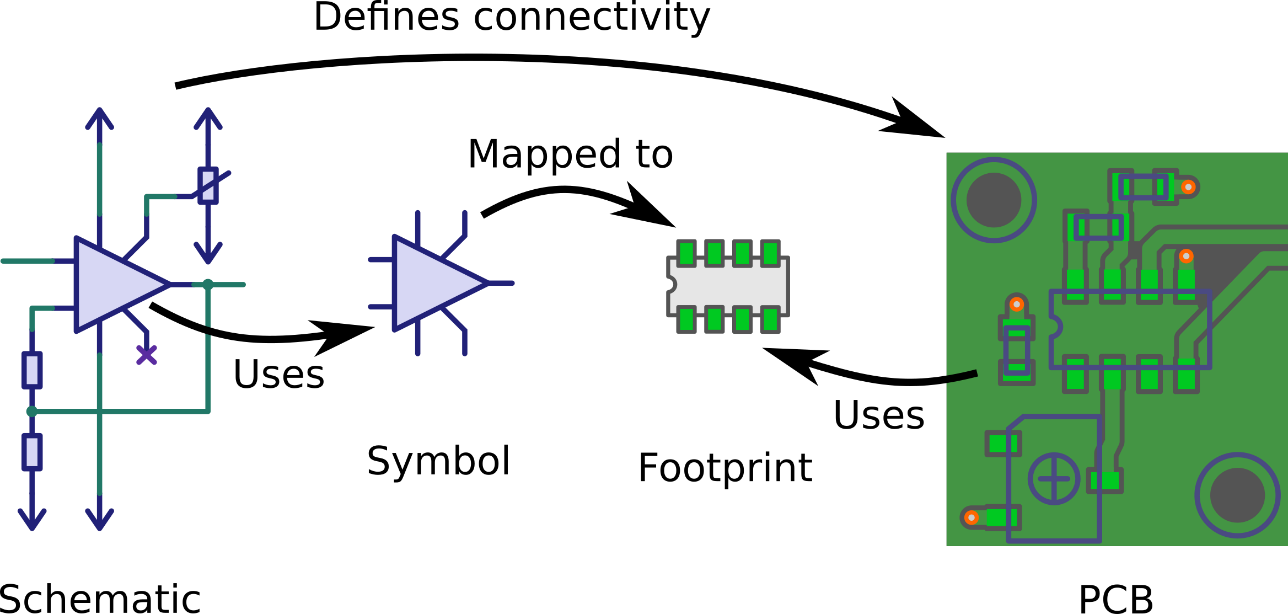 Defines connectivity
Mapped to
Uses
Uses
Symbol
Footprint
Schematic
PCB